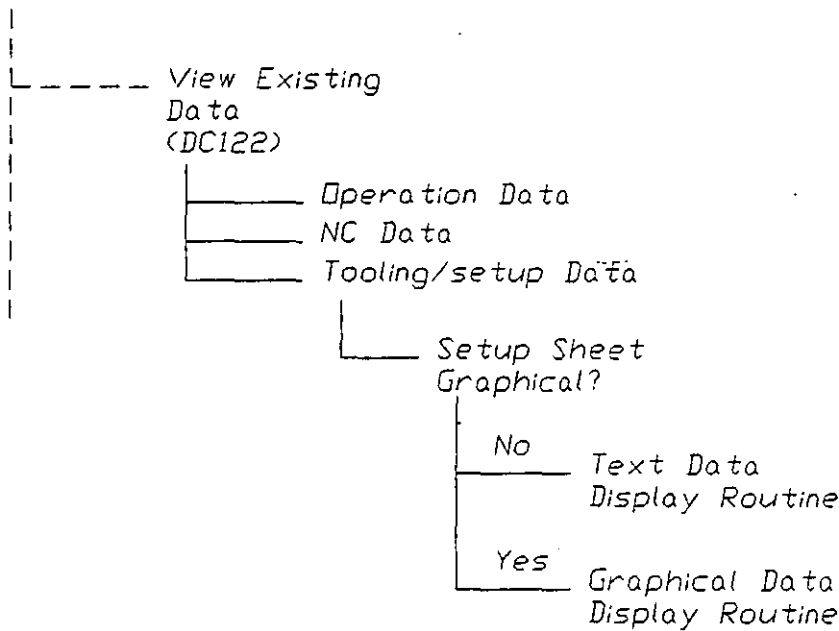 View Existing
Data
(DC122)
Operation Data
NC Data
Tooling/setup Data
Setup Sheet
Graphical?
No
Text Data
Display Routine
Yes
Graphical Data
Display Routine